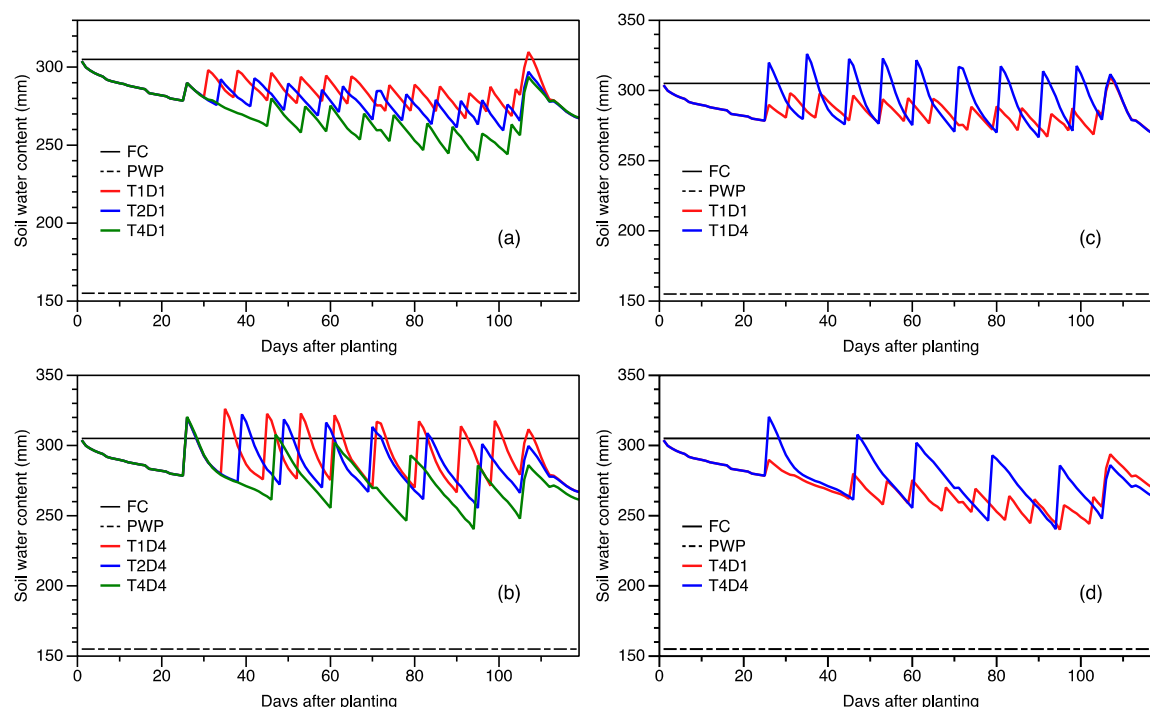 Soil water content (mm)
300
250
200
150
FC
PWP
T1D1
T2D1
T4D1
(a)
0 20 40 60 80 100
Days after planting
Soil water content (mm)
350
300
250
200
150
FC
PWP
T1D1
T1D4
(c)
0 20 40 60 80 100
Days after planting
Soil water content (mm)
350
300
250
200
150
FC
PWP
T1D4
T2D4
T4D4
(b)
0 20 40 60 80 100
Days after planting
Soil water content (mm)
350
300
250
200
150
FC
PWP
T4D1
T4D4
(d)
0 20 40 60 80 100
Days after planting